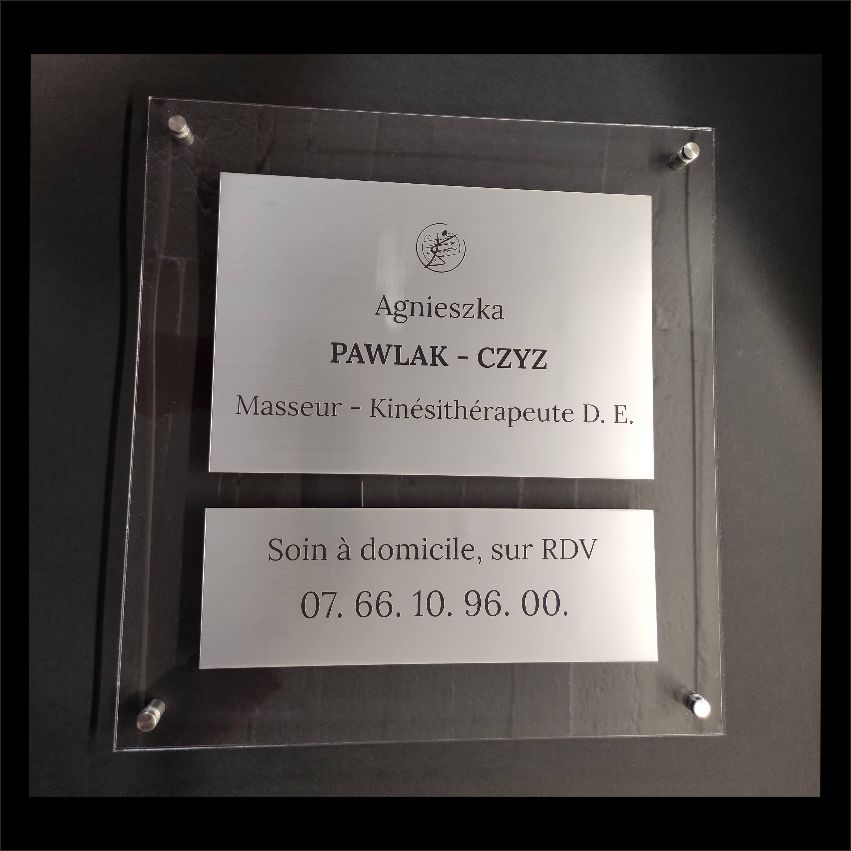 Agnieszka
PAWLAK - CZYZ
Masseur - Kinésithérapeute D. E.
Soin à domicile, sur RDV
07. 66. 10. 96. 00.